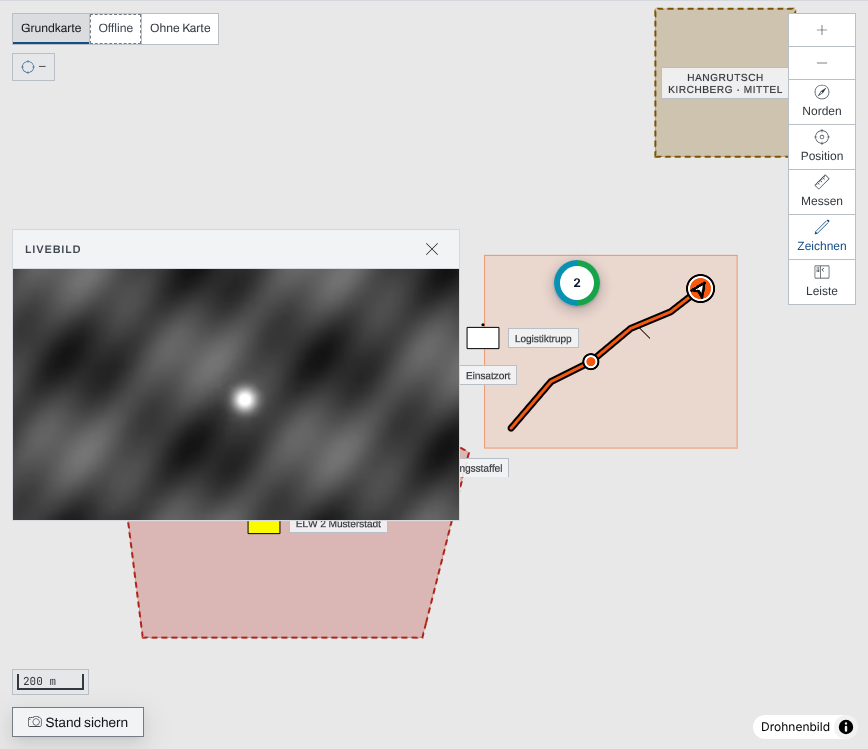 Grundkarte Offline Ohne Karte
–
HANGRUTSCH
KIRCHBERG · MITTEL
+
−
Norden
Position
Messen
Zeichnen
Leiste
LIVEBILD
2
Logistiktrupp
Einsatzort
ngsstaffel
ELW 2 Musterstadt
200 m
Stand sichern
Drohnenbild